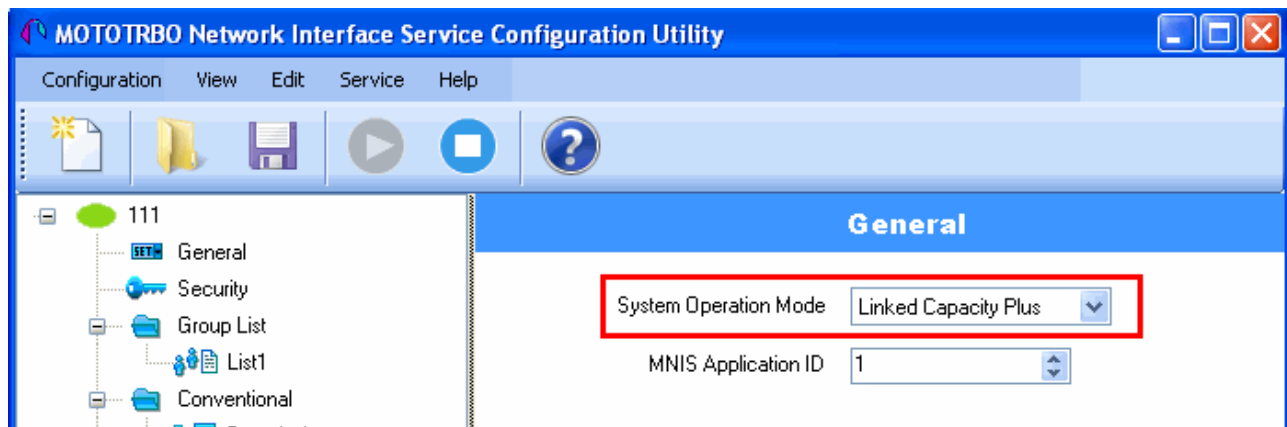 MOTOTRBO Network Interface Service Configuration Utility
Configuration View Edit Service Help
111
General
SET General
Security
Group List
List1
Conventional
System Operation Mode Linked Capacity Plus
MNIS Application ID 1